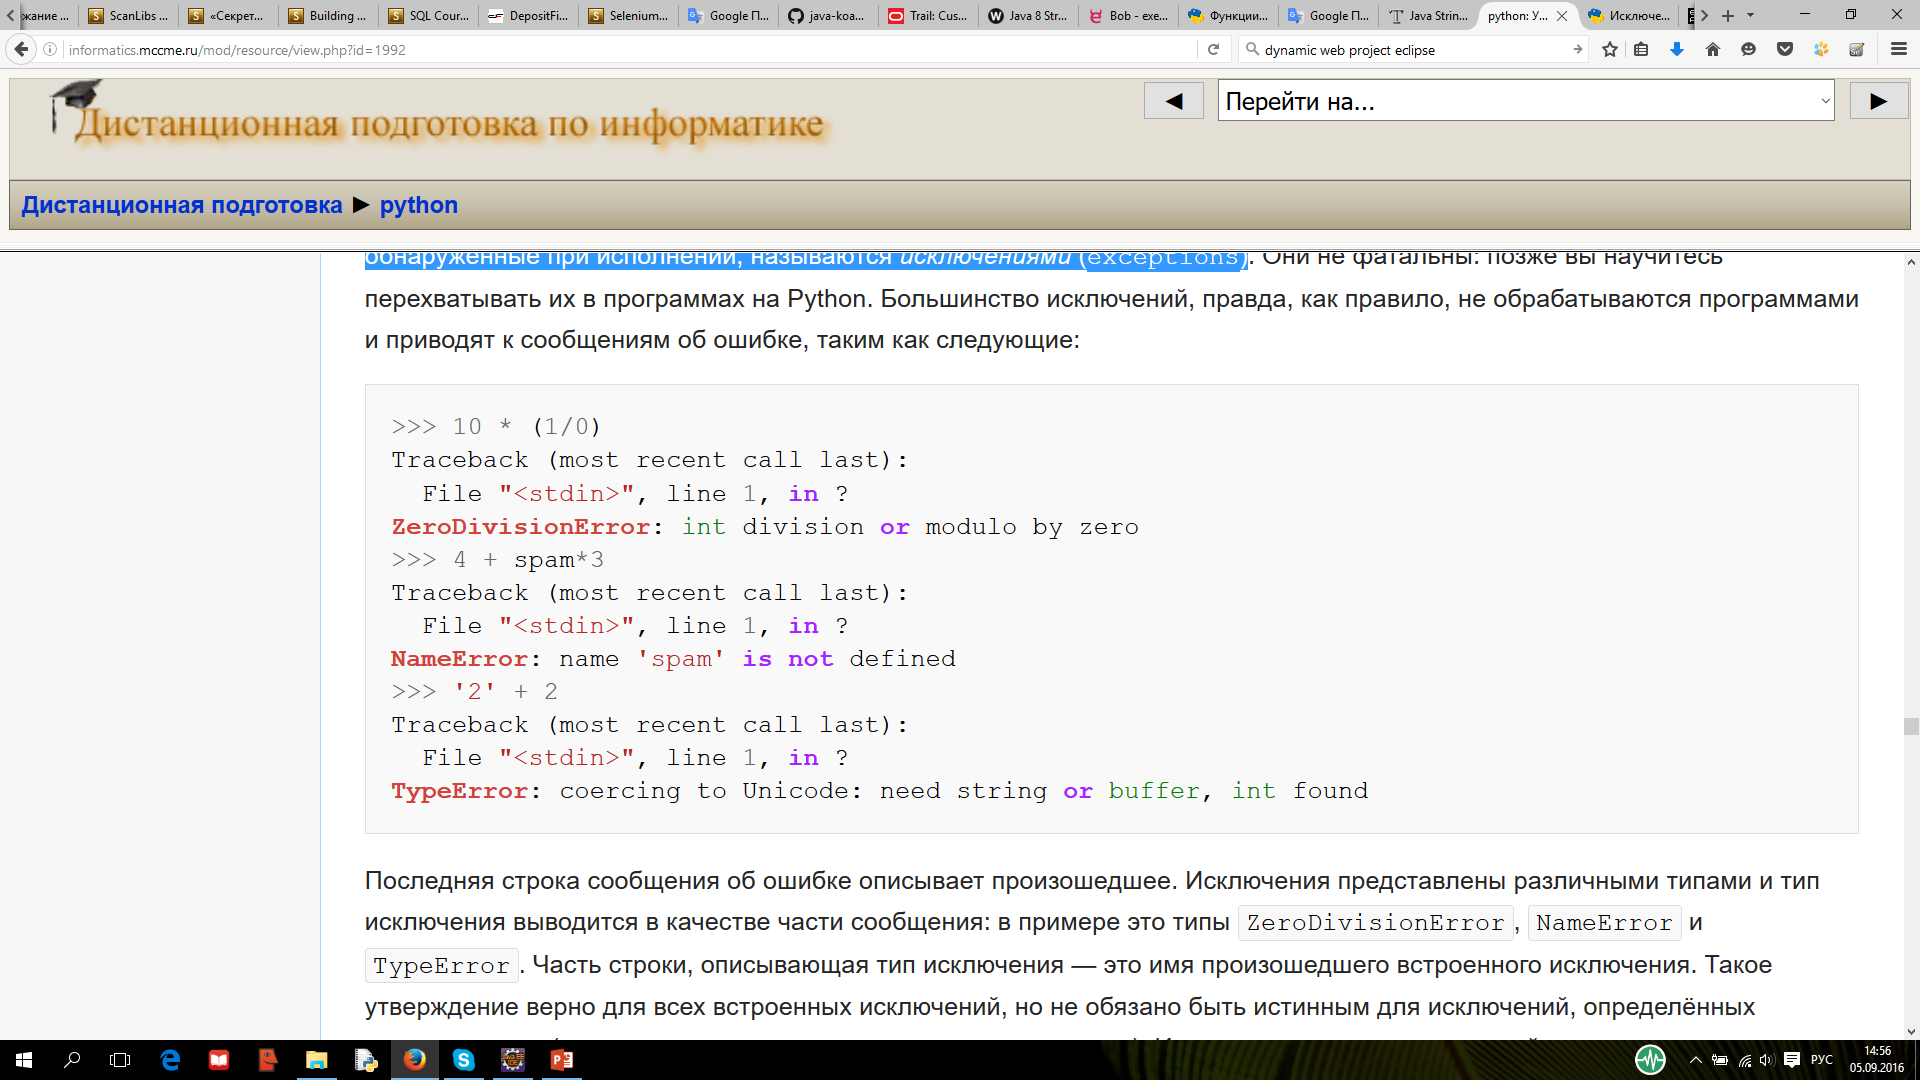 жание ...
ScanLibs ...
«Секрет...
Building ...
SQL Cour...
DepositFi...
Selenium...
Google П...
java-koa...
Trail: Cus...
Java 8 Str...
Bob - exe...
Функции...
Google П...
Java Strin...
python: У...
Исключе...
informatics.mccme.ru/mod/resource/view.php?id=1992
dynamic web project eclipse
Дистанционная подготовка по информатике
◄
Перейти на...
►
Дистанционная подготовка ► python
обнаруженные при исполнении, называются исключениями (exceptions). Они не фатальны: позже вы научитесь
перехватывать их в программах на Python. Большинство исключений, правда, как правило, не обрабатываются программами
и приводят к сообщениям об ошибке, таким как следующие:
>>> 10 * (1/0)
Traceback (most recent call last):
  File "<stdin>", line 1, in ?
ZeroDivisionError: int division or modulo by zero
>>> 4 + spam*3
Traceback (most recent call last):
  File "<stdin>", line 1, in ?
NameError: name 'spam' is not defined
>>> '2' + 2
Traceback (most recent call last):
  File "<stdin>", line 1, in ?
TypeError: coercing to Unicode: need string or buffer, int found
Последняя строка сообщения об ошибке описывает произошедшее. Исключения представлены различными типами и тип
исключения выводится в качестве части сообщения: в примере это типы ZeroDivisionError, NameError и
TypeError. Часть строки, описывающая тип исключения — это имя произошедшего встроенного исключения. Такое
утверждение верно для всех встроенных исключений, но не обязано быть истинным для исключений, определённых
РУС
14:56
05.09.2016